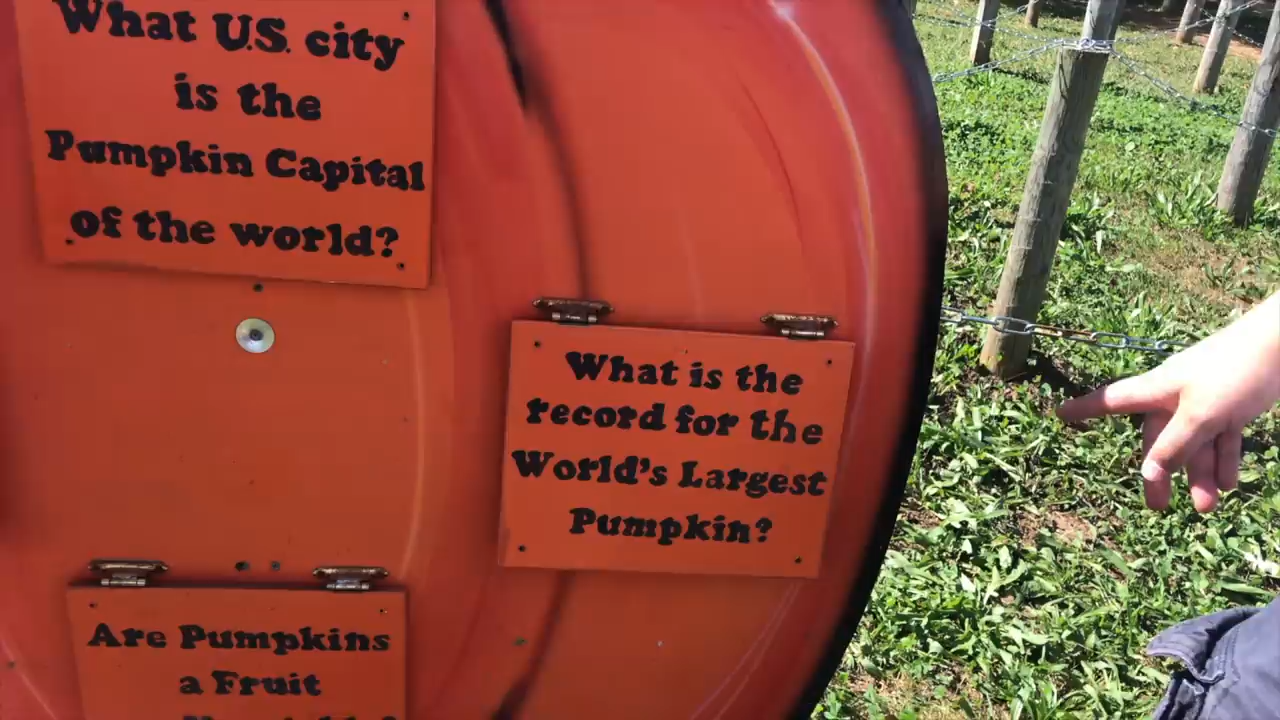 What U.S. city
is the
Pumpkin Capital
of the world?
What is the
record for the
World's Largest
Pumpkin?
Are Pumpkins
a Fruit